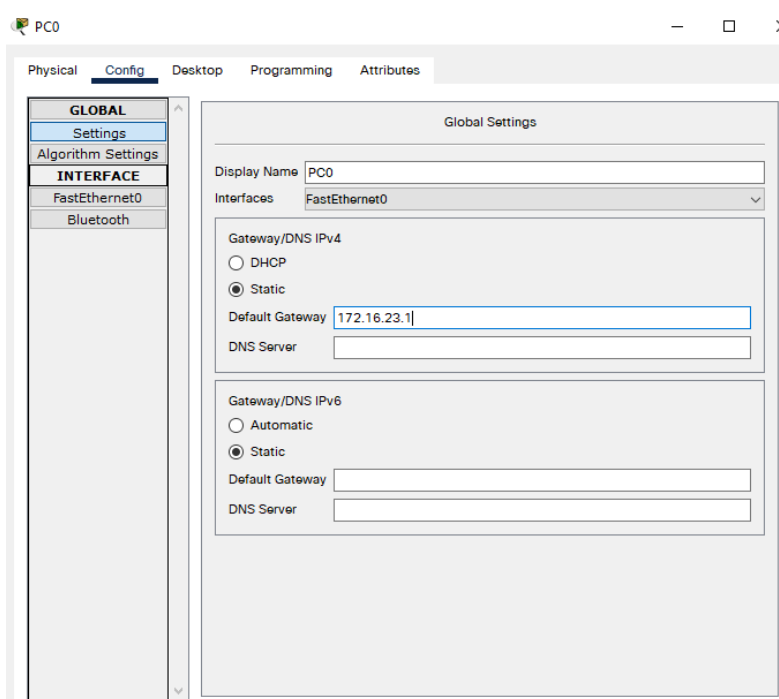 PC0
Physical Config Desktop Programming Attributes
GLOBAL
Settings
Algorithm Settings
INTERFACE
FastEthernet0
Bluetooth
Global Settings
Display Name PC0
Interfaces FastEthernet0
Gateway/DNS IPv4
DHCP
Static
Default Gateway 172.16.23.1
DNS Server
Gateway/DNS IPv6
Automatic
Static
Default Gateway
DNS Server